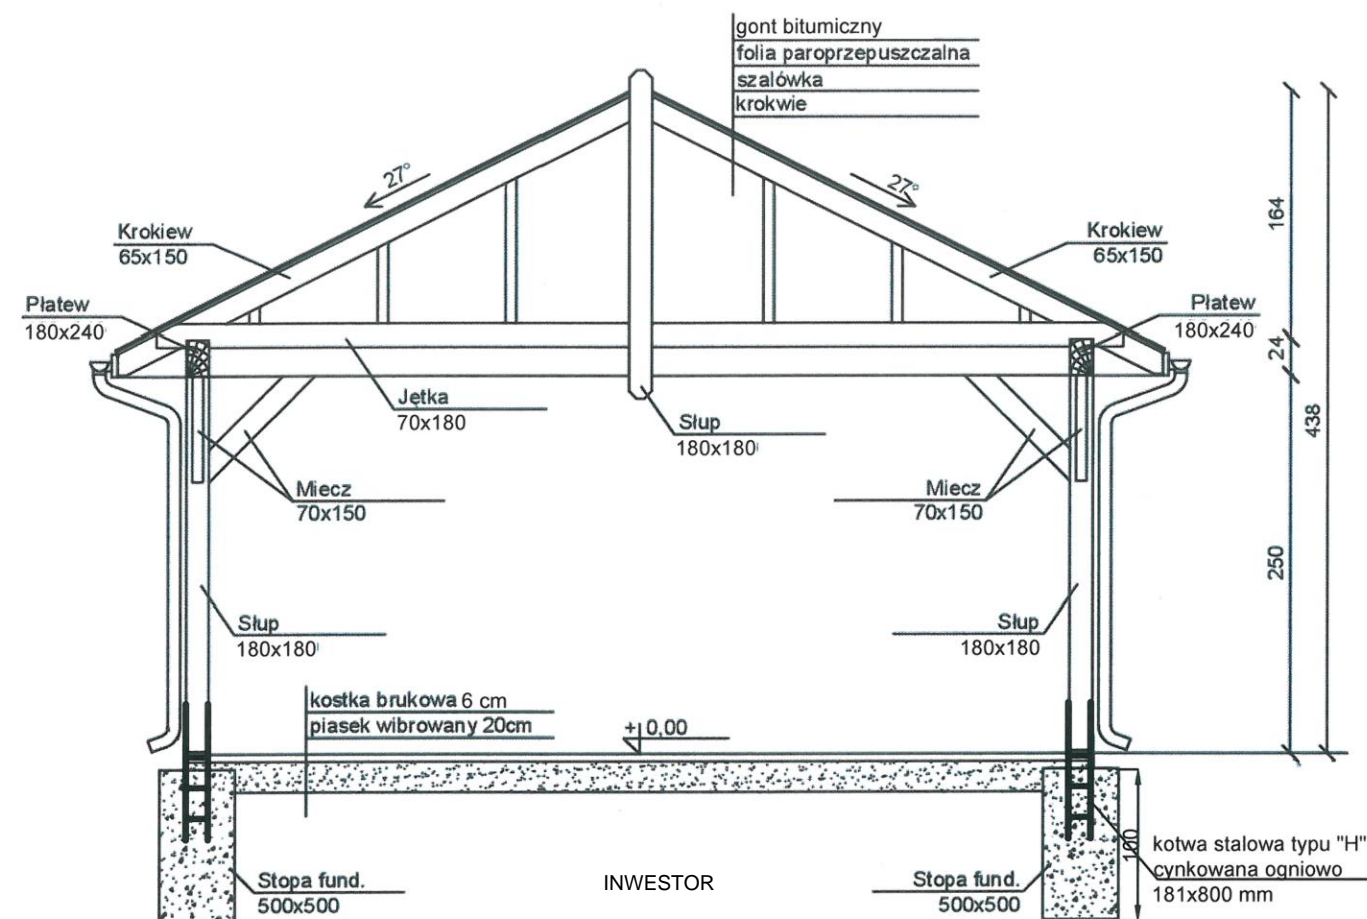 gont bitumiczny
folia paroprzepuszczalna
szalówka
krokwie
27°
27°
164
Krokiew
65x150
Krokiew
65x150
Płatew
180x240
Płatew
180x240
24
Jętka
70x180
Słup
180x180
438
Miecz
70x150
Miecz
70x150
250
Słup
180x180
Słup
180x180
kostka brukowa 6 cm
piasek wibrowany 20cm
+ 0,00
100
kotwa stalowa typu "H"
cynkowana ogniowo
181x800 mm
Stopa fund.
500x500
INWESTOR
Stopa fund.
500x500